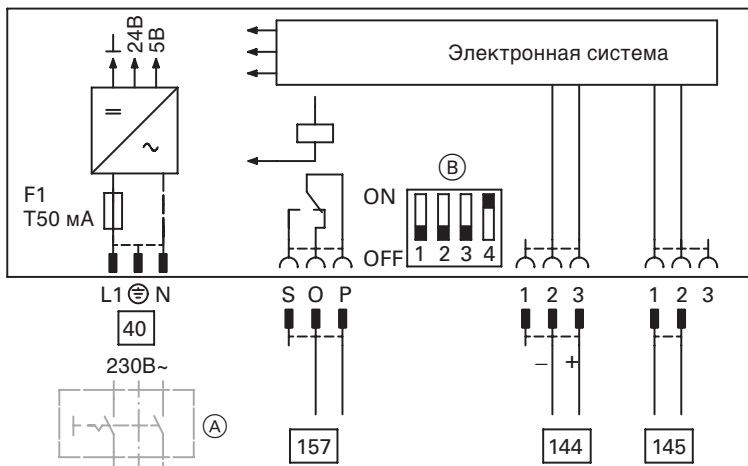 24В
5В
Электронная система
=
~
F1
T50 мА
B
ON
OFF
1 2 3 4
L1 N
S O P
1 2 3
1 2 3
40
– +
230В~
A
157
144
145